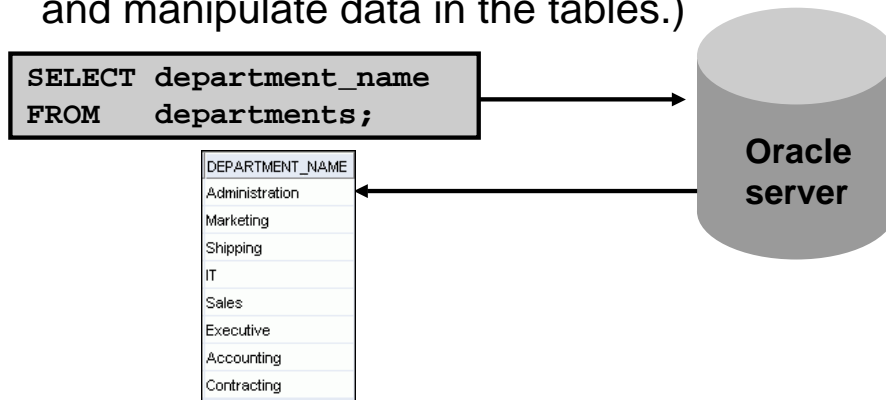 and manipulate data in the tables.)
SELECT department_name
FROM departments;
Oracle
server
DEPARTMENT_NAME
Administration
Marketing
Shipping
IT
Sales
Executive
Accounting
Contracting